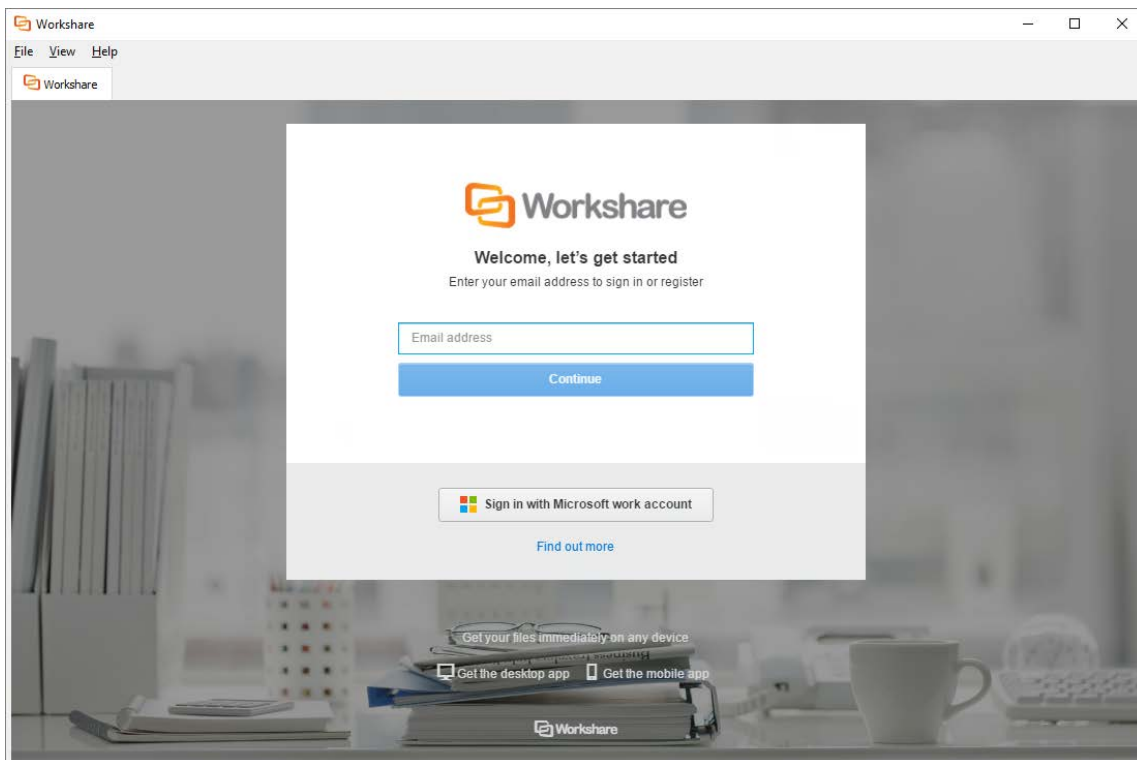 Workshare
File View Help
Workshare
Workshare
Welcome, let's get started
Enter your email address to sign in or register
Email address
Continue
Sign in with Microsoft work account
Find out more
Get your files immediately on any device
Get the desktop app Get the mobile app
Workshare